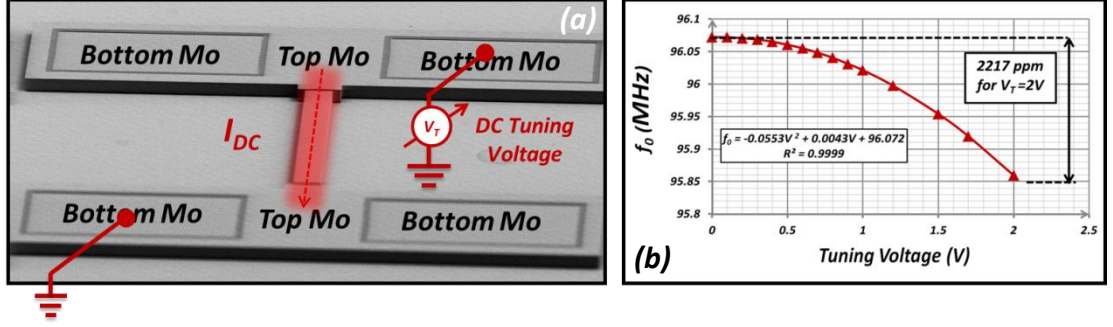 (a)
Bottom Mo
Top Mo
Bottom Mo
I_DC
V_T
DC Tuning
Voltage
Bottom Mo
Top Mo
Bottom Mo
96.1
96.05
96
95.95
95.9
95.85
95.8
f₀ (MHz)
2217 ppm
for V_T =2V
f₀ = -0.0553V² + 0.0043V + 96.072
R² = 0.9999
0
0.5
1
1.5
2
2.5
Tuning Voltage (V)
(b)